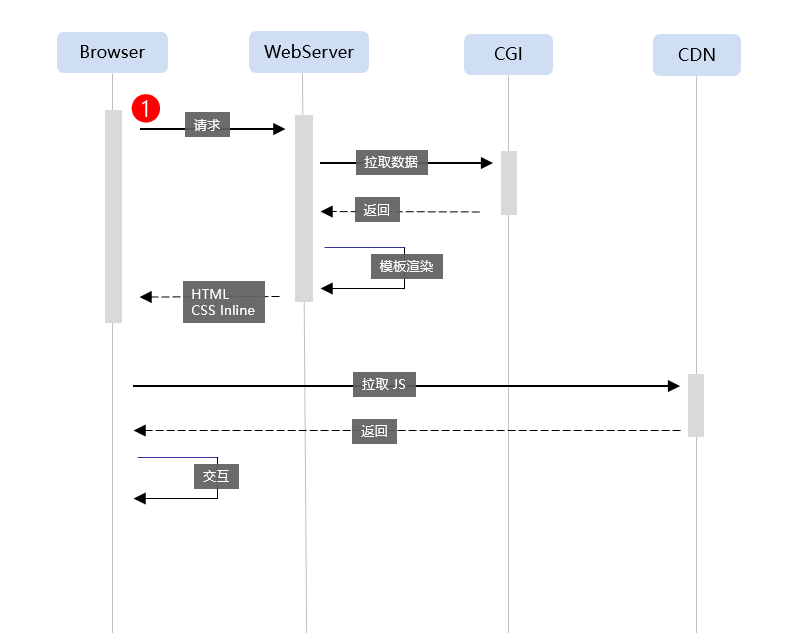 Browser
WebServer
CGI
CDN
1
请求
拉取数据
返回
模板渲染
HTML
CSS Inline
拉取 JS
返回
交互